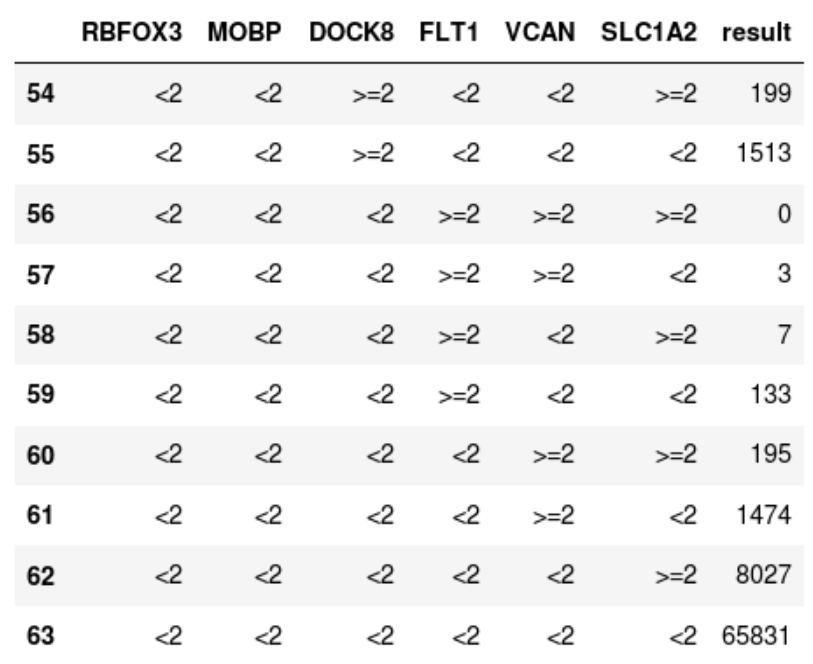 RBFOX3 MOBP DOCK8 FLT1 VCAN SLC1A2 result
54 <2 <2 >=2 <2 <2 >=2 199
55 <2 <2 >=2 <2 <2 <2 1513
56 <2 <2 <2 >=2 >=2 >=2 0
57 <2 <2 <2 >=2 >=2 <2 3
58 <2 <2 <2 >=2 <2 >=2 7
59 <2 <2 <2 >=2 <2 <2 133
60 <2 <2 <2 <2 >=2 >=2 195
61 <2 <2 <2 <2 >=2 <2 1474
62 <2 <2 <2 <2 <2 >=2 8027
63 <2 <2 <2 <2 <2 <2 65831